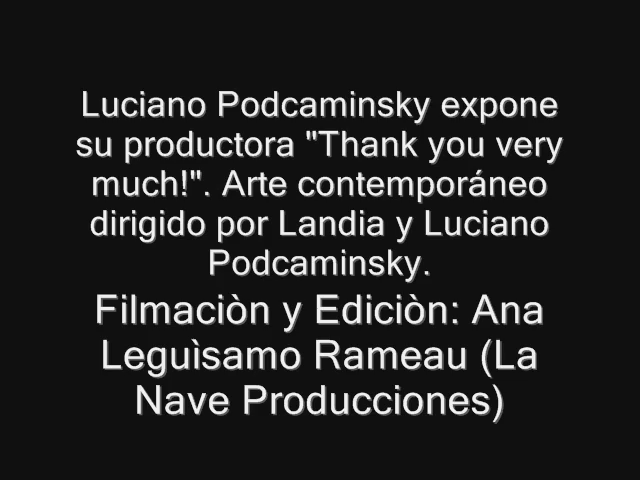 Luciano Podcaminsky expone
su productora "Thank you very
much!". Arte contemporáneo
dirigido por Landia y Luciano
Podcaminsky.
Filmaciòn y Ediciòn: Ana
Leguìsamo Rameau (La
Nave Producciones)